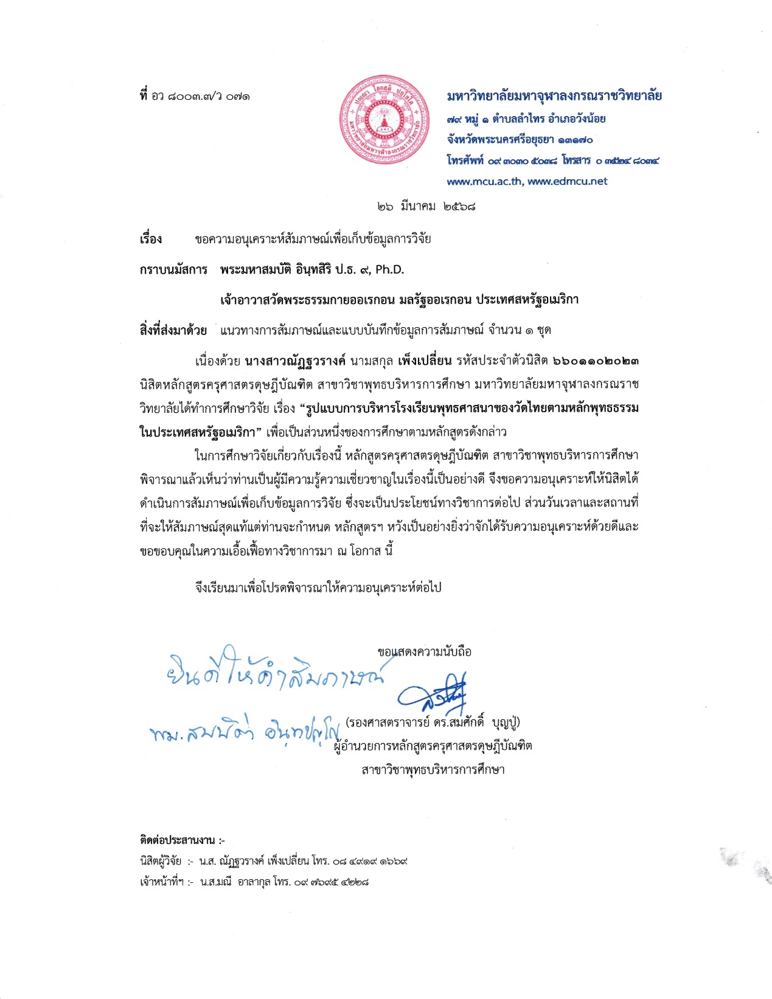 ที่ อว ๘๐๐๓.๓/ว ๐๗๑
ปญฺญา โลกสฺมิ ปชฺโชโต
มหาวิทยาลัยมหาจุฬาลงกรณราชวิทยาลัย
มหาวิทยาลัยมหาจุฬาลงกรณราชวิทยาลัย
๗๙ หมู่ ๑ ตำบลลำไทร อำเภอวังน้อย
จังหวัดพระนครศรีอยุธยา ๑๓๑๗๐
โทรศัพท์ ๐๙ ๓๐๓๐ ๕๐๓๘ โทรสาร ๐ ๓๕๒๔ ๘๐๓๔
www.mcu.ac.th, www.edmcu.net
๒๖ มีนาคม ๒๕๖๘
เรื่อง ขอความอนุเคราะห์สัมภาษณ์เพื่อเก็บข้อมูลการวิจัย
กราบนมัสการ พระมหาสมบัติ อินฺทสิริ ป.ธ. ๙, Ph.D.
เจ้าอาวาสวัดพระธรรมกายออเรกอน มลรัฐออเรกอน ประเทศสหรัฐอเมริกา
สิ่งที่ส่งมาด้วย แนวทางการสัมภาษณ์และแบบบันทึกข้อมูลการสัมภาษณ์ จำนวน ๑ ชุด
เนื่องด้วย นางสาวณัฏฐวรางค์ นามสกุล เพ็งเปลี่ยน รหัสประจำตัวนิสิต ๖๖๐๑๑๐๒๐๒๓
นิสิตหลักสูตรครุศาสตรดุษฎีบัณฑิต สาขาวิชาพุทธบริหารการศึกษา มหาวิทยาลัยมหาจุฬาลงกรณราช
วิทยาลัยได้ทำการศึกษาวิจัย เรื่อง “รูปแบบการบริหารโรงเรียนพุทธศาสนาของวัดไทยตามหลักพุทธธรรม
ในประเทศสหรัฐอเมริกา” เพื่อเป็นส่วนหนึ่งของการศึกษาตามหลักสูตรดังกล่าว
ในการศึกษาวิจัยเกี่ยวกับเรื่องนี้ หลักสูตรครุศาสตรดุษฎีบัณฑิต สาขาวิชาพุทธบริหารการศึกษา
พิจารณาแล้วเห็นว่าท่านเป็นผู้มีความรู้ความเชี่ยวชาญในเรื่องนี้เป็นอย่างดี จึงขอความอนุเคราะห์ให้นิสิตได้
ดำเนินการสัมภาษณ์เพื่อเก็บข้อมูลการวิจัย ซึ่งจะเป็นประโยชน์ทางวิชาการต่อไป ส่วนวันเวลาและสถานที่
ที่จะให้สัมภาษณ์สุดแท้แต่ท่านจะกำหนด หลักสูตรฯ หวังเป็นอย่างยิ่งว่าจักได้รับความอนุเคราะห์ด้วยดีและ
ขอขอบคุณในความเอื้อเฟื้อทางวิชาการมา ณ โอกาส นี้
จึงเรียนมาเพื่อโปรดพิจารณาให้ความอนุเคราะห์ต่อไป
ขอแสดงความนับถือ
ยินดีให้คำสัมภาษณ์
พม. สมบัติ อินฺทปญฺโญ
(รองศาสตราจารย์ ดร.สมศักดิ์ บุญปู่)
ผู้อำนวยการหลักสูตรครุศาสตรดุษฎีบัณฑิต
สาขาวิชาพุทธบริหารการศึกษา
ติดต่อประสานงาน :-
นิสิตผู้วิจัย :- น.ส. ณัฏฐวรางค์ เพ็งเปลี่ยน โทร. ๐๘ ๔๙๑๙ ๑๖๖๙
เจ้าหน้าที่ฯ :- น.ส.มณี อาลากุล โทร. ๐๙ ๗๖๙๕ ๔๒๒๘